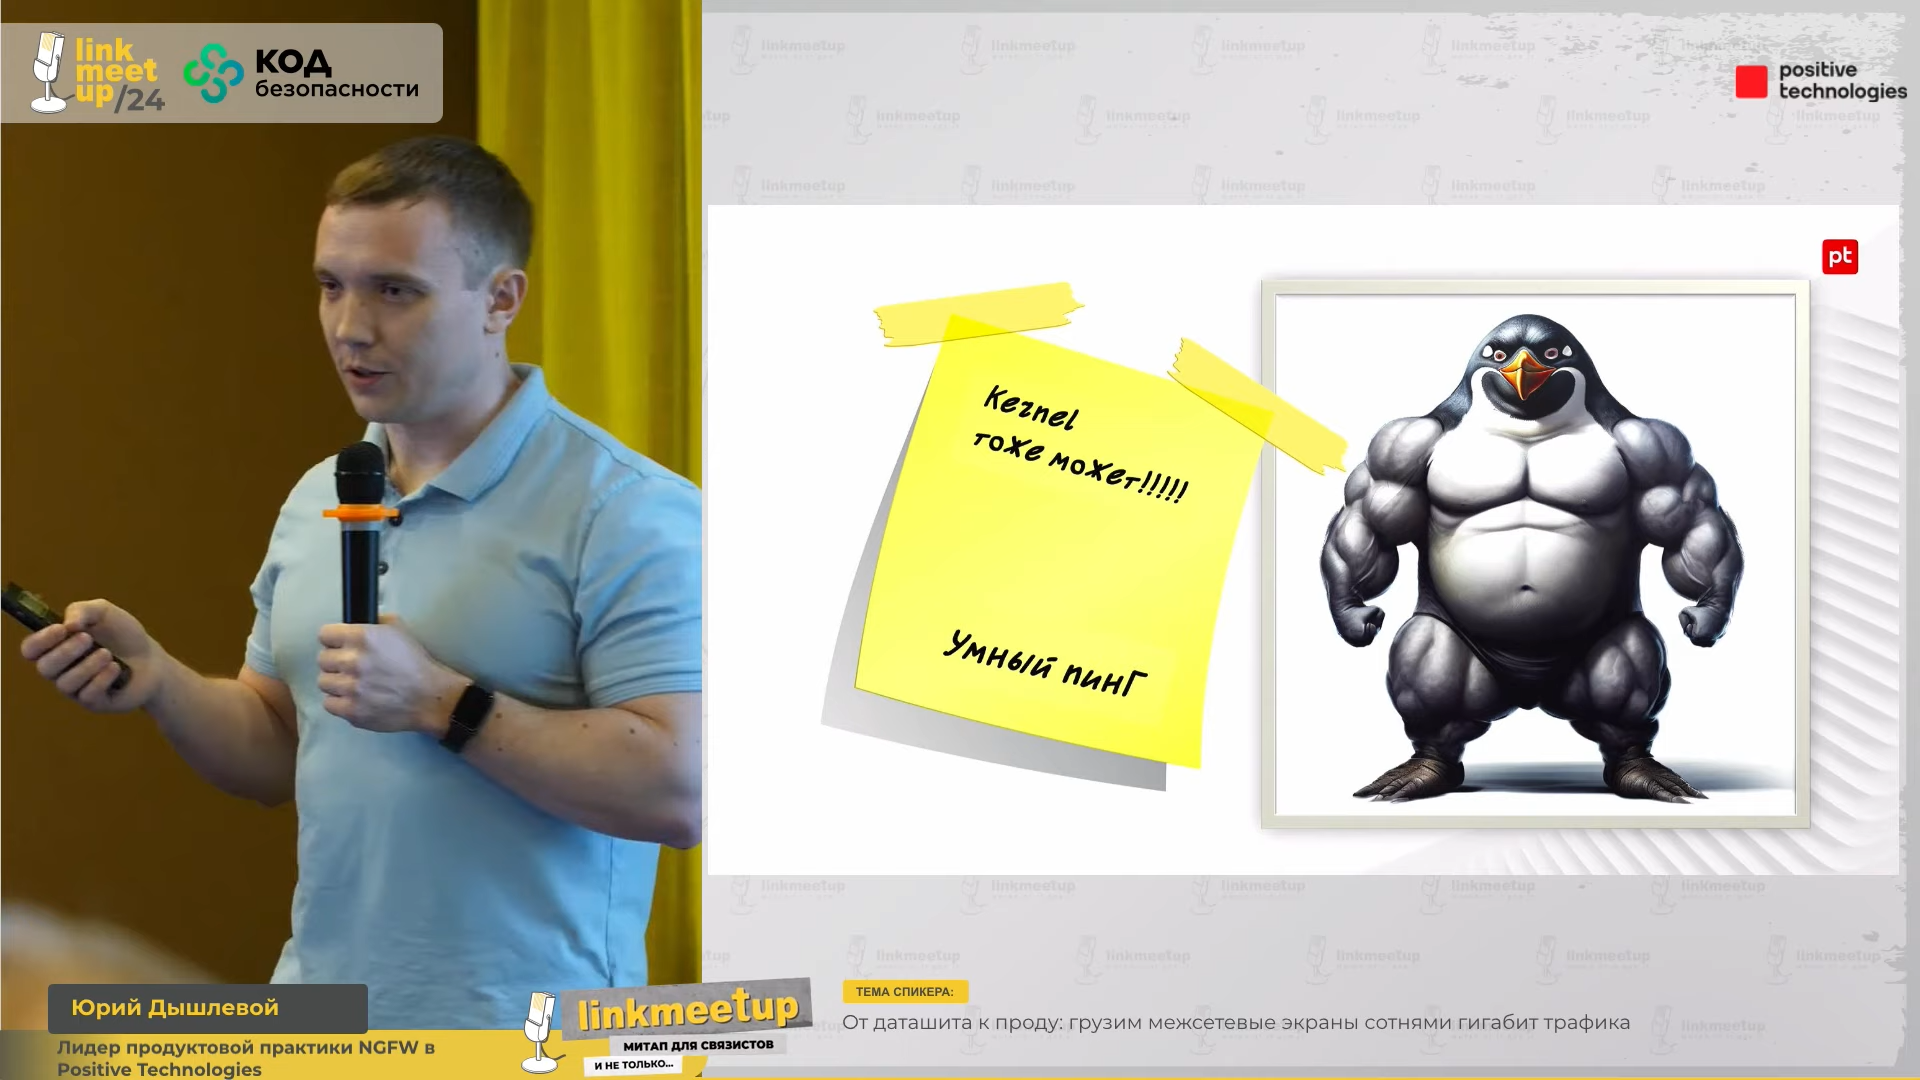 link
meet
up/24
КОД
безопасности
positive
technologies
pt
Kernel
тоже может!!!!!
Умный пинГ
Юрий Дышлевой
Лидер продуктовой практики NGFW в
Positive Technologies
linkmeetup
МИТАП ДЛЯ СВЯЗИСТОВ
И НЕ ТОЛЬКО...
ТЕМА СПИКЕРА:
От даташита к проду: грузим межсетевые экраны сотнями гигабит трафика